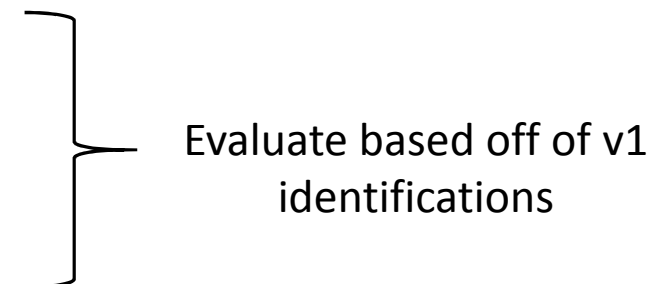 Evaluate based off of v1
identifications